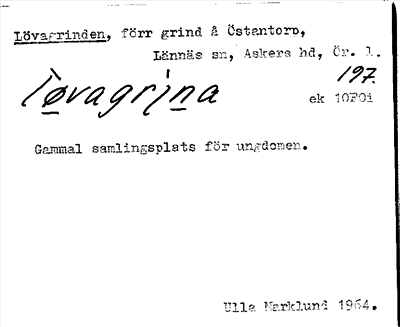 Lövagrinden, förr grind å Östantorp,
Lännäs sn, Askers hd, Ör. l.
197.
løvagrina
ek 10F0i
Gammal samlingsplats för ungdomen.
Ulla Marklund 1964.